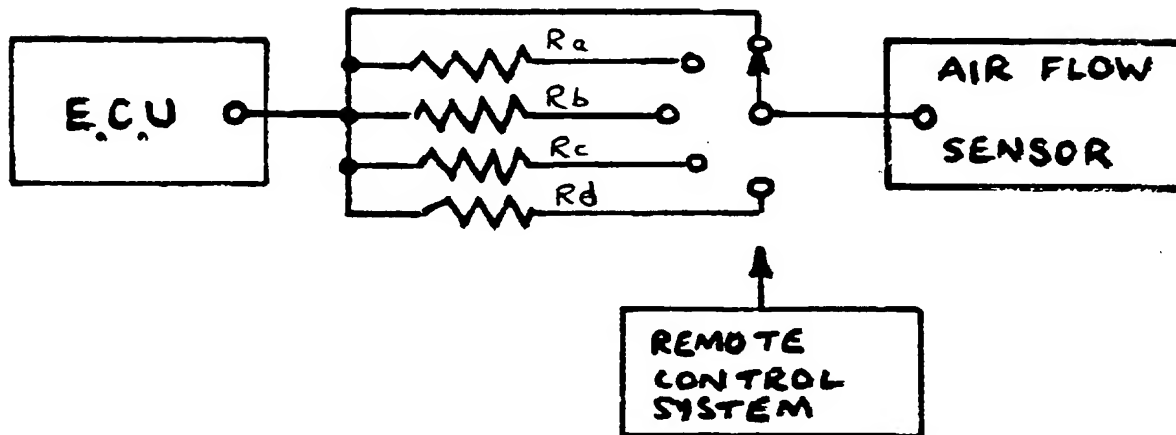 E.C.U
Ra
Rb
Rc
Rd
AIR FLOW
SENSOR
REMOTE
CONTROL
SYSTEM